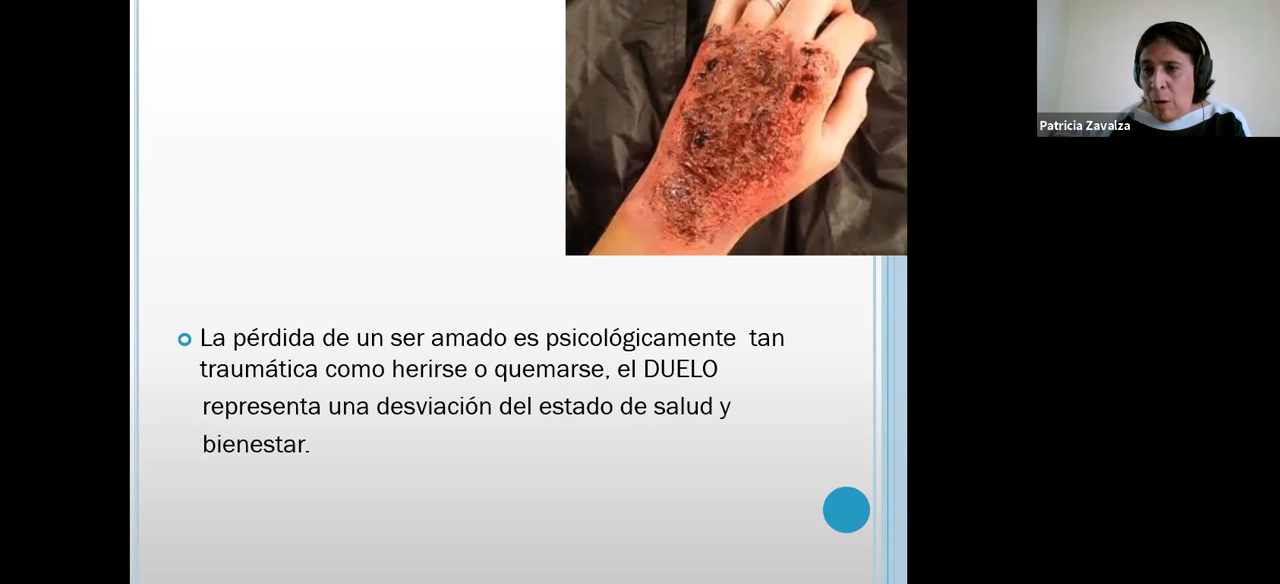 Patricia Zavalza
La pérdida de un ser amado es psicológicamente  tan
traumática como herirse o quemarse, el DUELO
representa una desviación del estado de salud y
bienestar.